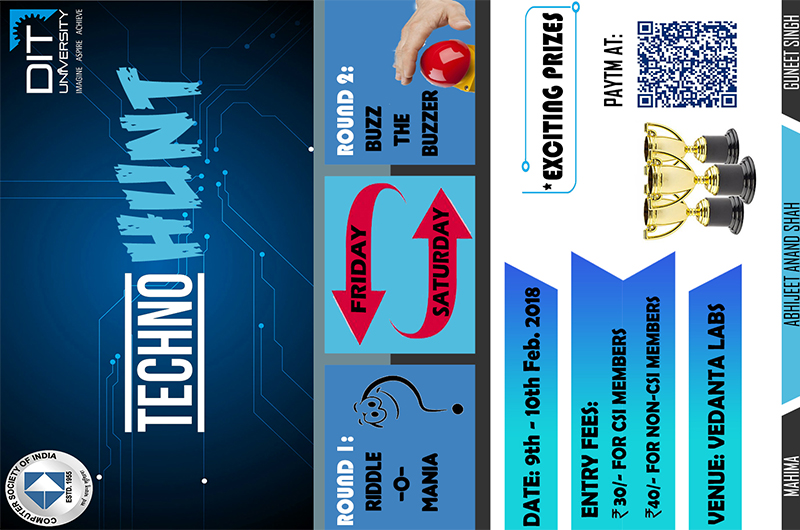 COMPUTER SOCIETY OF INDIA
ESTD. 1965
DIT
UNIVERSITY
IMAGINE ASPIRE ACHIEVE
TECHNO HUNT
ROUND 1:
RIDDLE
-O-
MANIA
FRIDAY
SATURDAY
ROUND 2:
BUZZ
THE
BUZZER
DATE: 9th - 10th Feb. 2018
ENTRY FEES:
₹ 30/- FOR CSI MEMBERS
₹40/- FOR NON-CSI MEMBERS
VENUE: VEDANTA LABS
*EXCITING PRIZES
PAYTM AT:
MAHIMA
ABHIJEET ANAND SHAH
GUNEET SINGH